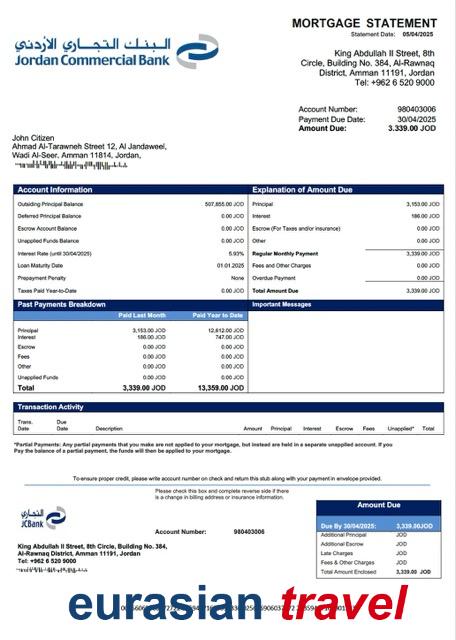 MORTGAGE STATEMENT
Statement Date: 05/04/2025
البنك التجاري الأردني
Jordan Commercial Bank
King Abdullah II Street, 8th
Circle, Building No. 384, Al-Rawnaq
District, Amman 11191, Jordan
Tel: +962 6 520 9000
Account Number: 980403006
Payment Due Date: 30/04/2025
Amount Due: 3.339.00 JOD
John Citizen
Ahmad Al-Tarawneh Street 12, Al Jandaweel,
Wadi Al-Seer, Amman 11814, Jordan,
Account Information
Outsiding Principal Balance 507,855.00 JOD
Deferred Principal Balance 0.00 JOD
Escrow Account Balance 0.00 JOD
Unapplied Funds Balance 0.00 JOD
Interest Rate (until 30/04/2025) 5.93%
Loan Maturity Date 01.01.2025
Prepayment Penalty None
Taxes Paid Year-to-Date 0.00 JOD
Explanation of Amount Due
Principal 3,153.00 JOD
Interest 186.00 JOD
Escrow (For Taxes and/or insurance) 0.00 JOD
Other 0.00 JOD
Regular Monthly Payment 3,339.00 JOD
Fees and Other Charges 0.00 JOD
Overdue Payment 0.00 JOD
Total Amount Due 3,339.00 JOD
Past Payments Breakdown
Paid Last Month Paid Year to Date
Principal 3,153.00 JOD 12,612.00 JOD
Interest 186.00 JOD 747.00 JOD
Escrow 0.00 JOD 0.00 JOD
Fees 0.00 JOD 0.00 JOD
Other 0.00 JOD 0.00 JOD
Unapplied Funds 0.00 JOD 0.00 JOD
Total 3,339.00 JOD 13,359.00 JOD
Important Messages
Transaction Activity
Trans. Date Due Date Description Amount Principal Interest Escrow Fees Unapplied* Total
*Partial Payments: Any partial payments that you make are not applied to your mortgage, but instead are held in a separate unapplied account. If you
Pay the balance of a partial payment, the funds will then be applied to your mortgage.
To ensure proper credit, please write account number on check and return this stub along with your payment in envelope provided.
Please check this box and complete reverse side if there
is a change in billing address or insurance information.
التجاري
JCBank
Account Number: 980403006
King Abdullah II Street, 8th Circle, Building No. 384,
Al-Rawnaq District, Amman 11191, Jordan
Tel: +962 6 520 9000
Amount Due
Due By 30/04/2025: 3,339.00JOD
Additional Principal JOD
Additional Escrow JOD
Late Charges JOD
Fees & Other Charges JOD
Total Amount Enclosed 3,339.00 JOD
eurasian travel